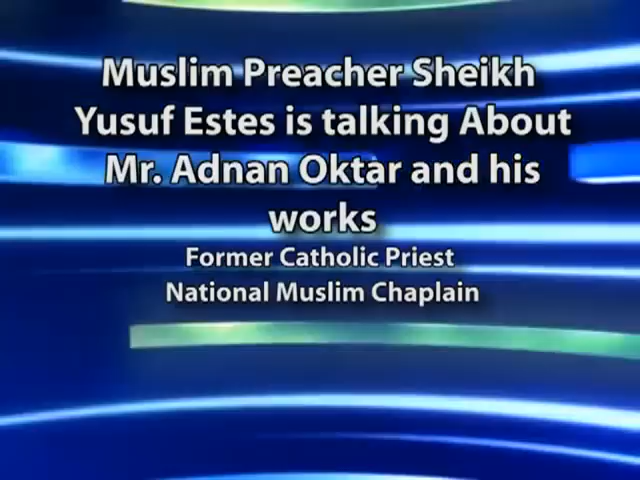 Muslim Preacher Sheikh
Yusuf Estes is talking About
Mr. Adnan Oktar and his
works
Former Catholic Priest
National Muslim Chaplain